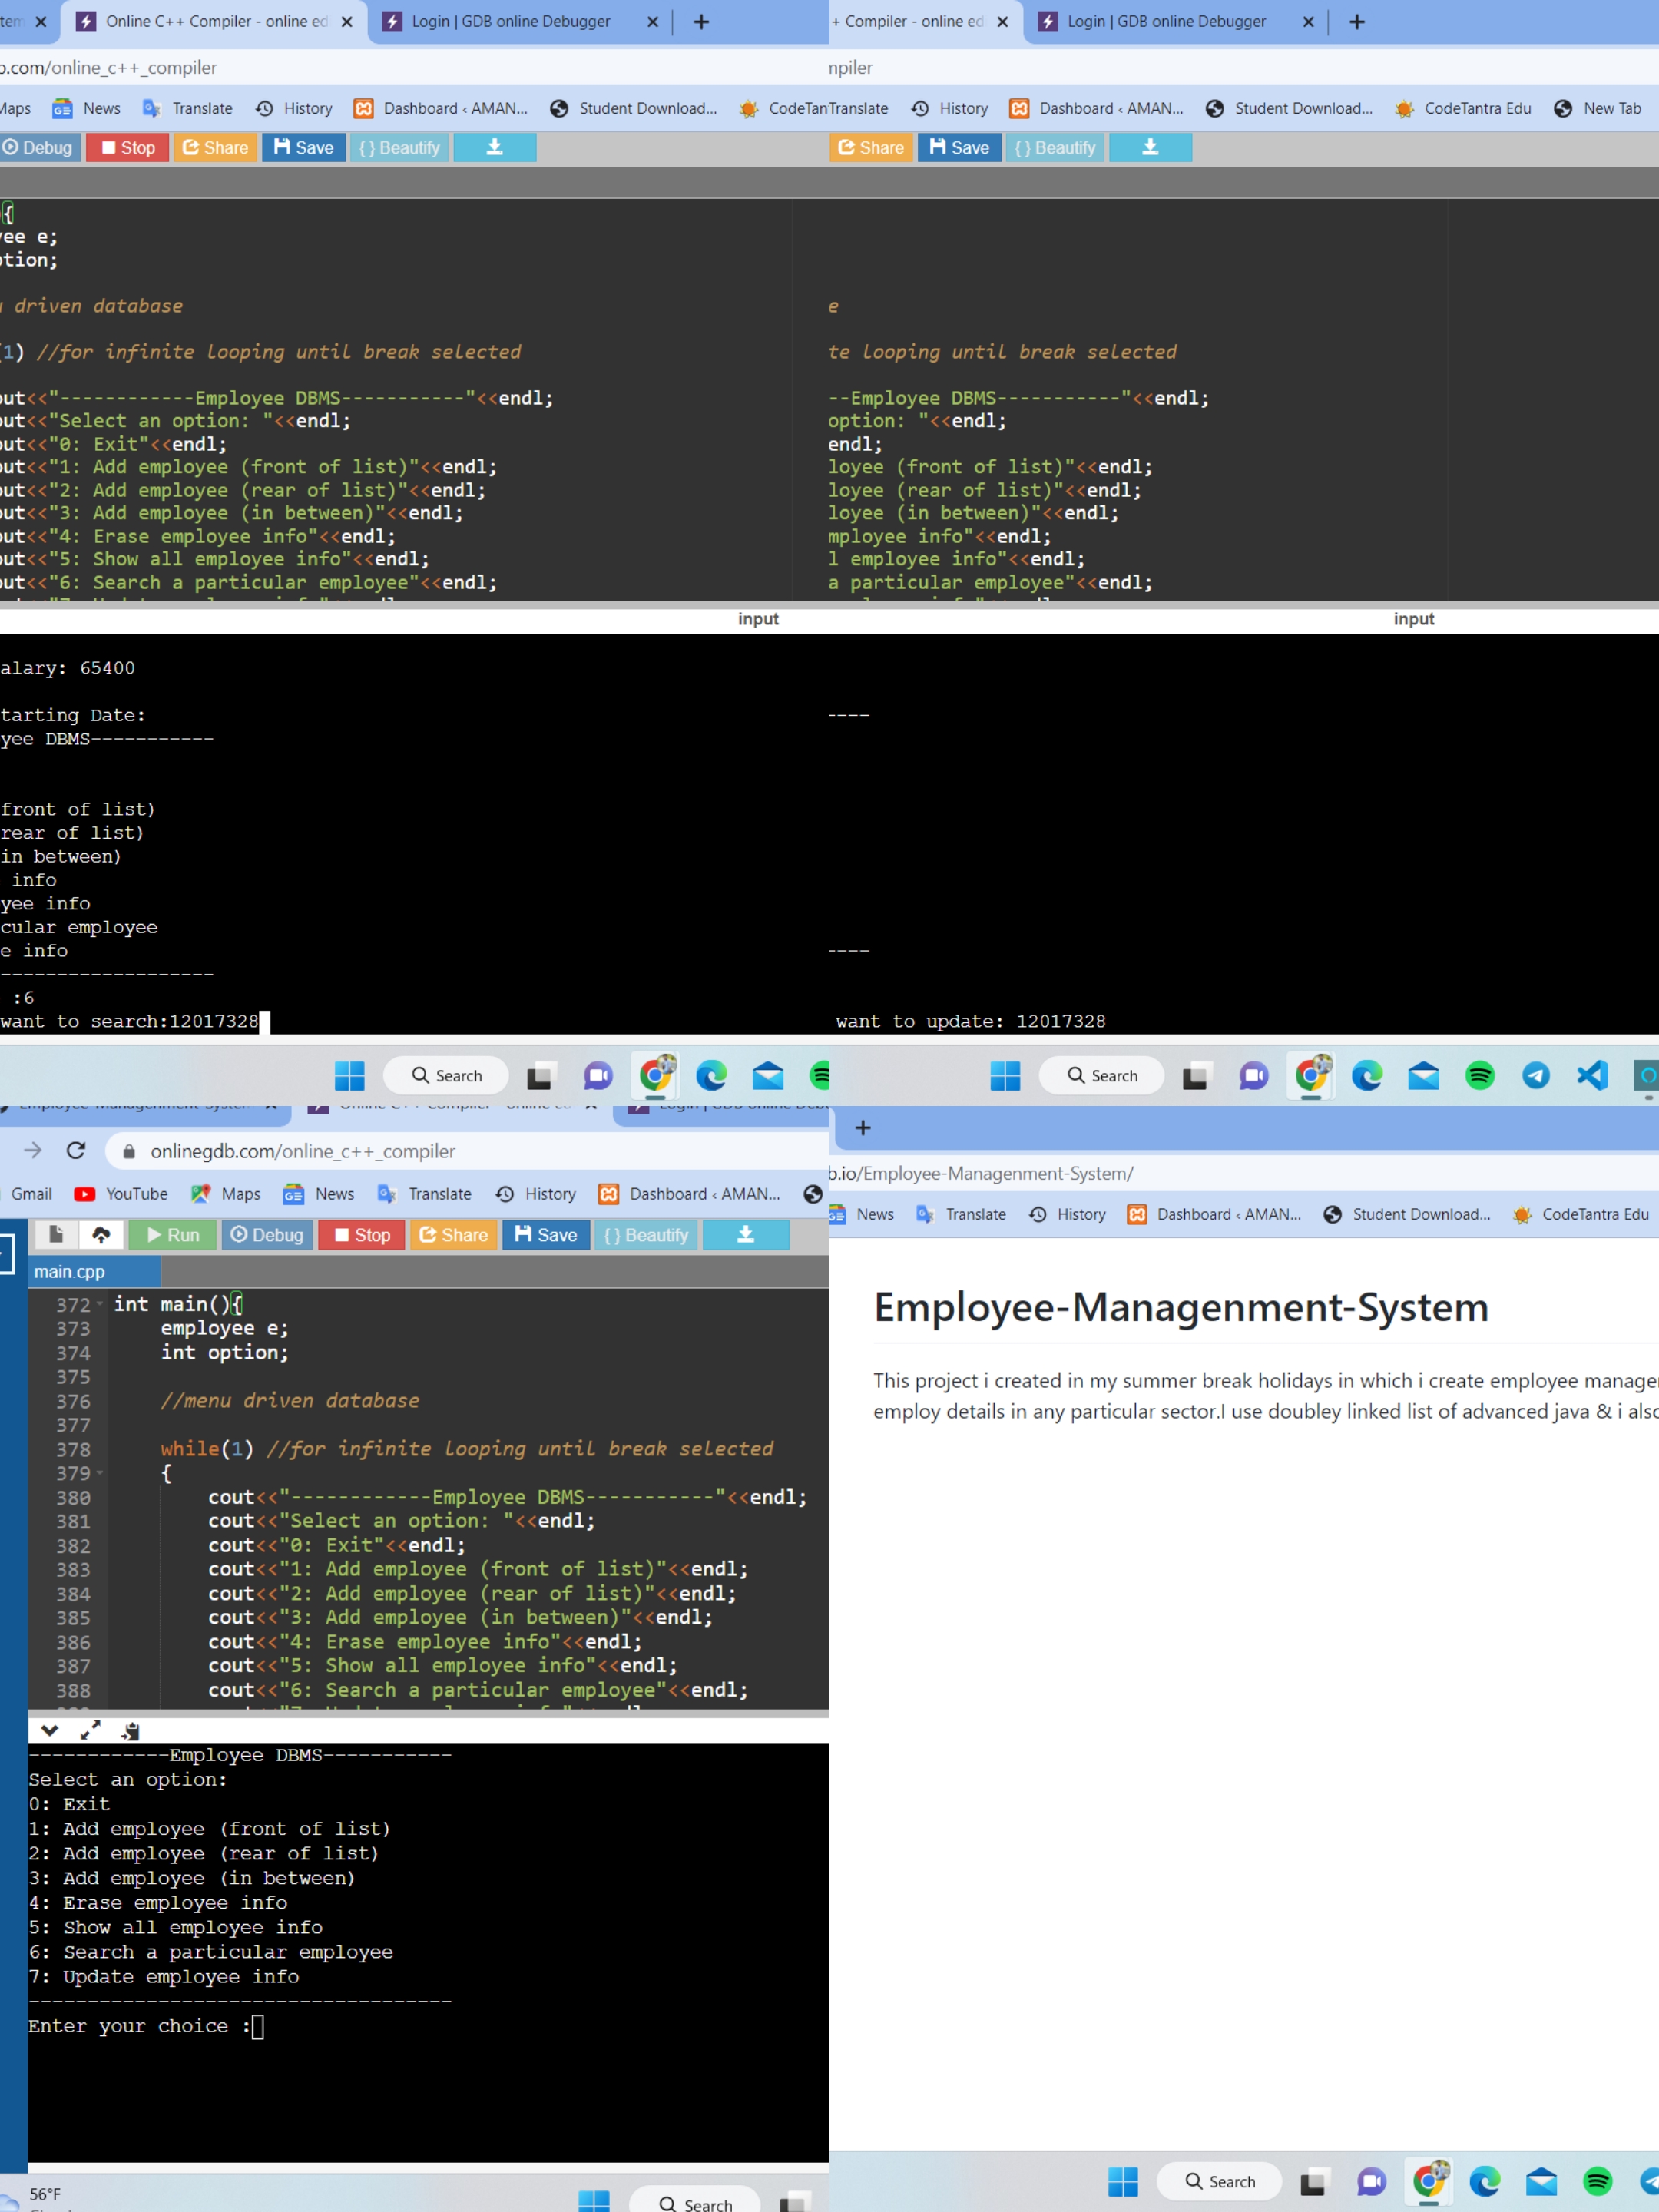 Online C++ Compiler - online ed
Login | GDB online Debugger
.com/online_c++_compiler
Maps News Translate History Dashboard ‹ AMAN... Student Download... CodeTan
Debug Stop Share Save { } Beautify
{
ee e;
tion;
driven database
(1) //for infinite looping until break selected
out<<"------------Employee DBMS-----------"<<endl;
out<<"Select an option: "<<endl;
out<<"0: Exit"<<endl;
out<<"1: Add employee (front of list)"<<endl;
out<<"2: Add employee (rear of list)"<<endl;
out<<"3: Add employee (in between)"<<endl;
out<<"4: Erase employee info"<<endl;
out<<"5: Show all employee info"<<endl;
out<<"6: Search a particular employee"<<endl;
input
alary: 65400
tarting Date:
yee DBMS-----------
front of list)
rear of list)
in between)
info
yee info
cular employee
e info
-------------------
:6
want to search:12017328
Search
+ Compiler - online ed
Login | GDB online Debugger
mpiler
Translate History Dashboard ‹ AMAN... Student Download... CodeTantra Edu New Tab
Share Save { } Beautify
e
te looping until break selected
--Employee DBMS-----------"<<endl;
option: "<<endl;
endl;
loyee (front of list)"<<endl;
loyee (rear of list)"<<endl;
loyee (in between)"<<endl;
mployee info"<<endl;
l employee info"<<endl;
a particular employee"<<endl;
input
----
----
want to update: 12017328
Search
onlinegdb.com/online_c++_compiler
Gmail YouTube Maps News Translate History Dashboard ‹ AMAN...
Run Debug Stop Share Save { } Beautify
main.cpp
372 int main(){
373 employee e;
374 int option;
375
376 //menu driven database
377
378 while(1) //for infinite looping until break selected
379 {
380 cout<<"------------Employee DBMS-----------"<<endl;
381 cout<<"Select an option: "<<endl;
382 cout<<"0: Exit"<<endl;
383 cout<<"1: Add employee (front of list)"<<endl;
384 cout<<"2: Add employee (rear of list)"<<endl;
385 cout<<"3: Add employee (in between)"<<endl;
386 cout<<"4: Erase employee info"<<endl;
387 cout<<"5: Show all employee info"<<endl;
388 cout<<"6: Search a particular employee"<<endl;
------------Employee DBMS-----------
Select an option:
0: Exit
1: Add employee (front of list)
2: Add employee (rear of list)
3: Add employee (in between)
4: Erase employee info
5: Show all employee info
6: Search a particular employee
7: Update employee info
------------------------------------
Enter your choice :
56°F
Search
b.io/Employee-Managenment-System/
News Translate History Dashboard ‹ AMAN... Student Download... CodeTantra Edu
Employee-Managenment-System
This project i created in my summer break holidays in which i create employee manage
employ details in any particular sector.I use doubley linked list of advanced java & i also
Search